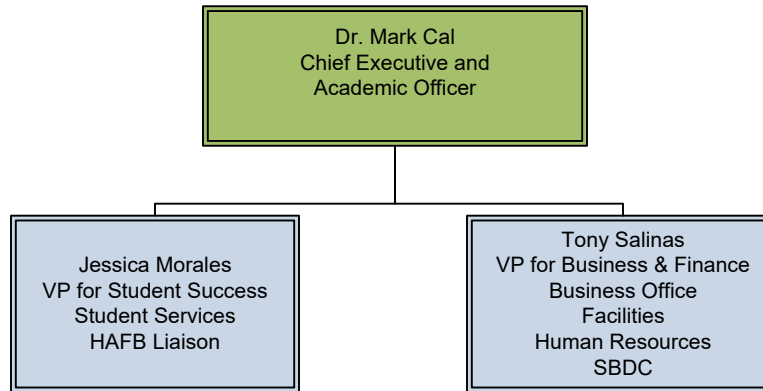 Dr. Mark Cal
Chief Executive and
Academic Officer
Jessica Morales
VP for Student Success
Student Services
HAFB Liaison
Tony Salinas
VP for Business & Finance
Business Office
Facilities
Human Resources
SBDC